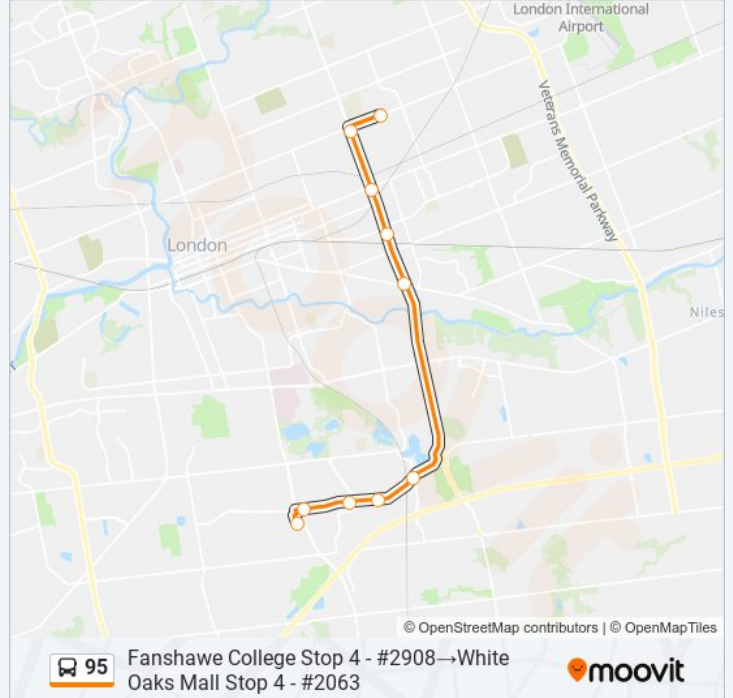 London International
Airport
Veterans Memorial Parkway
London
Niles
© OpenStreetMap contributors | © OpenMapTiles
95
Fanshawe College Stop 4 - #2908→White
Oaks Mall Stop 4 - #2063
moovit